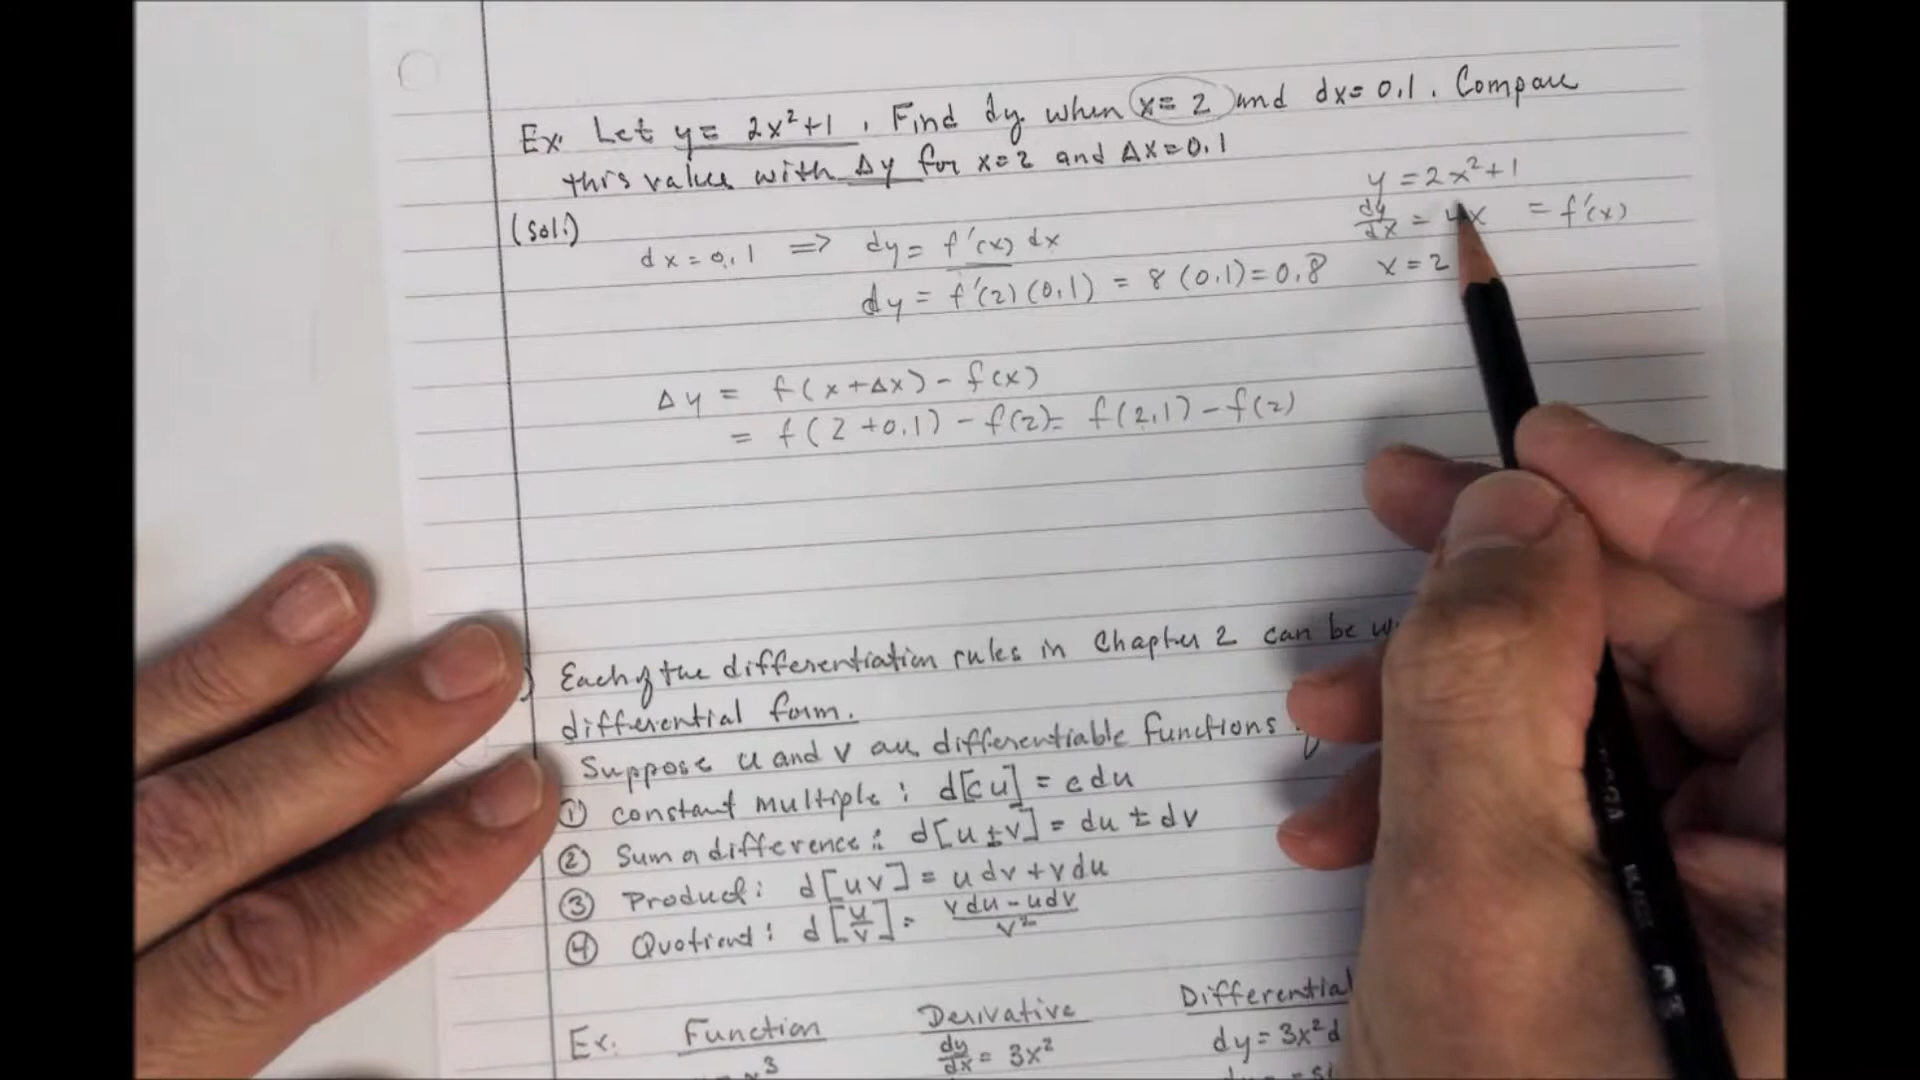 Ex. Let y = 2x²+1. Find dy when x = 2 and dx = 0.1. Compare
this value with Δy for x=2 and Δx=0.1
(sol.)
y = 2x²+1
dy/dx = 4x = f'(x)
x = 2
dx = 0.1 => dy = f'(x) dx
dy = f'(2)(0.1) = 8 (0.1) = 0.8
Δy = f(x+Δx) - f(x)
= f(2+0.1) - f(2) = f(2.1) - f(2)
Each of the differentiation rules in Chapter 2 can be
differential form.
Suppose u and v are differentiable functions
① constant multiple : d[cu] = c du
② Sum or difference : d[u±v] = du ± dv
③ Product : d[uv] = u dv + v du
④ Quotient : d[u/v] = (v du - u dv)/v²
Ex. Function Derivative Differential
dy/dx = 3x² dy = 3x² d